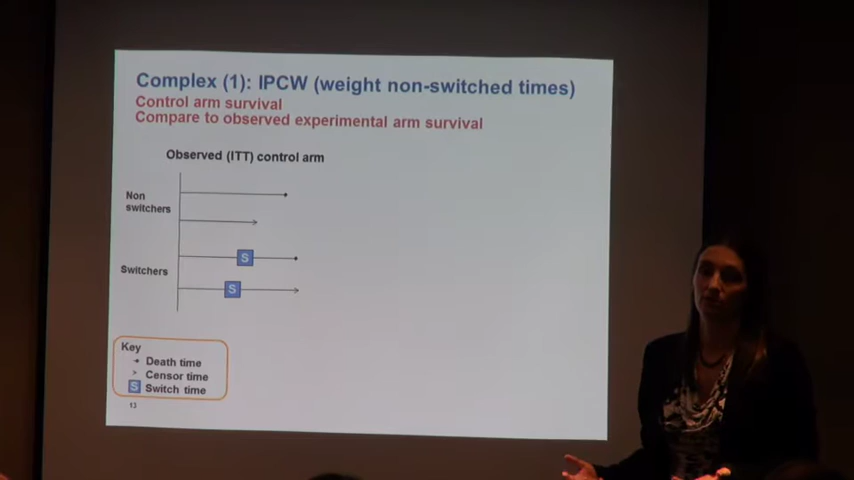 Complex (1): IPCW (weight non-switched times)
Control arm survival
Compare to observed experimental arm survival
Observed (ITT) control arm
Non
switchers
S
Switchers
S
Key
Death time
Censor time
S Switch time
13